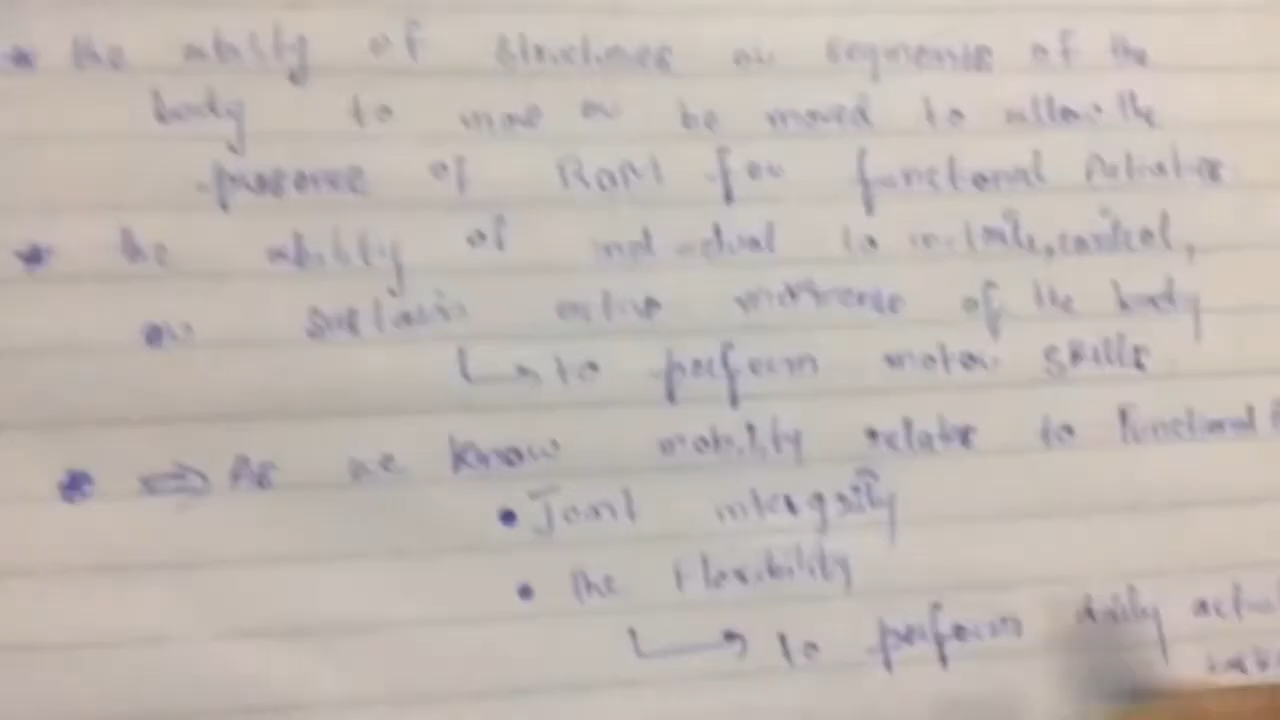 * the ability of structures or segments of the
body to move or be moved to allow the
presence of ROM for functional Activities
* the ability of individual to initiate, control,
or sustain active movements of the body
↳ to perform motor skills
* ⇒ As we know mobility relate to functional
• Joint intergrity
• the flexibility
↳ to perform daily